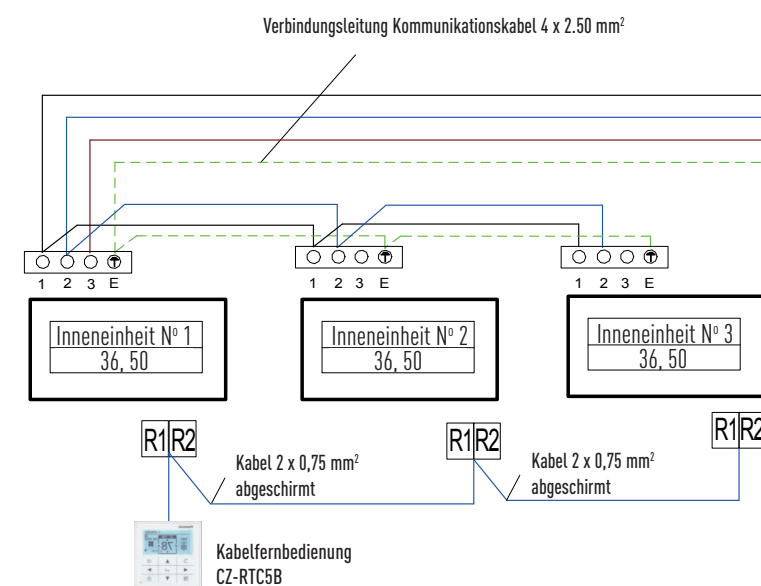 Verbindungsleitung Kommunikationskabel 4 x 2.50 mm²
1 2 3 E
1 2 3 E
1 2 3 E
Inneneinheit Nº 1
36, 50
Inneneinheit Nº 2
36, 50
Inneneinheit Nº 3
36, 50
R1 R2
R1 R2
R1 R2
Kabel 2 x 0,75 mm²
abgeschirmt
Kabel 2 x 0,75 mm²
abgeschirmt
Kabelfernbedienung
CZ-RTC5B